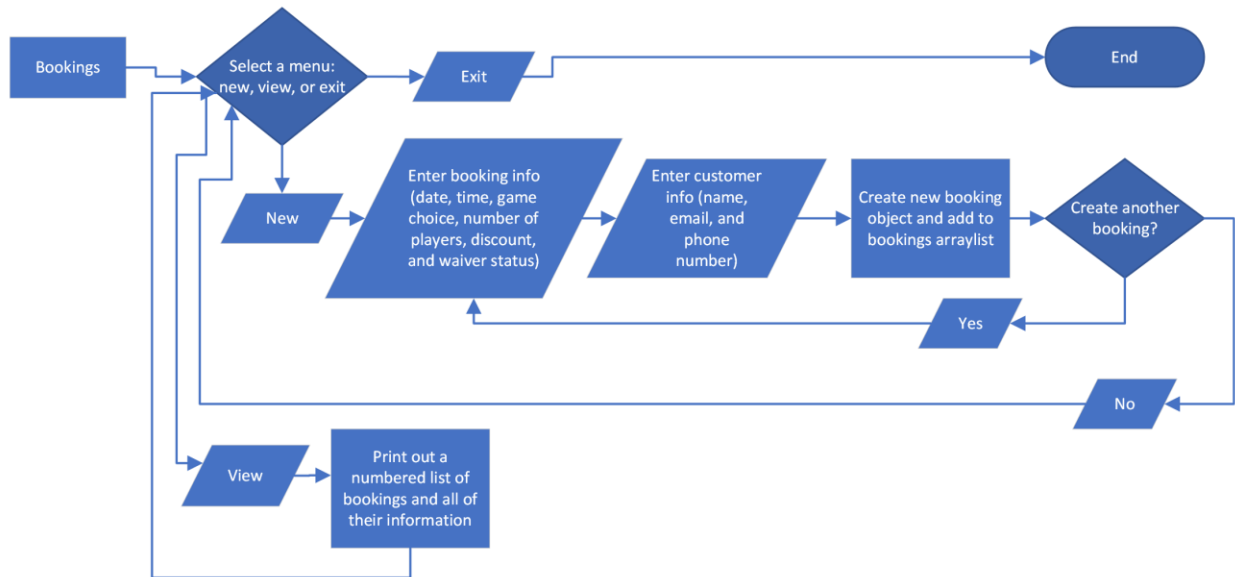 Bookings
Select a menu:
new, view, or exit
Exit
End
New
Enter booking info
(date, time, game
choice, number of
players, discount,
and waiver status)
Enter customer
info (name,
email, and
phone
number)
Create new booking
object and add to
bookings arraylist
Create another
booking?
Yes
No
View
Print out a
numbered list of
bookings and all of
their information